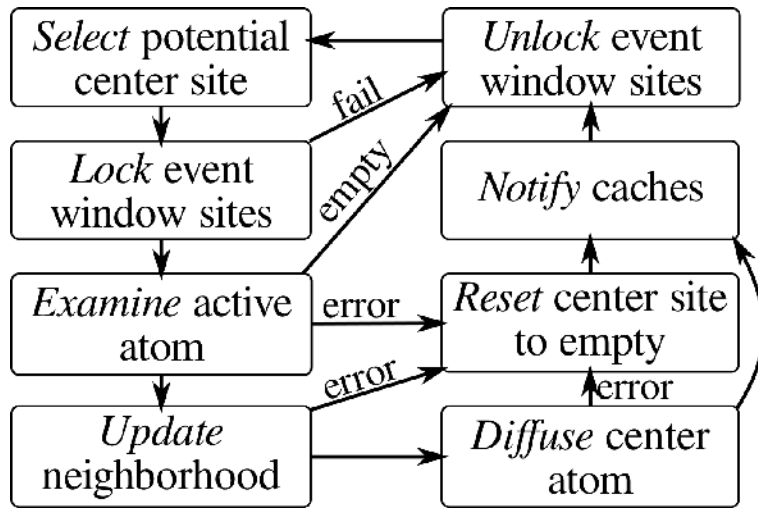 Select potential
center site
Unlock event
window sites
fail
Lock event
window sites
empty
Notify caches
Examine active
atom
error
Reset center site
to empty
error
error
Update
neighborhood
Diffuse center
atom